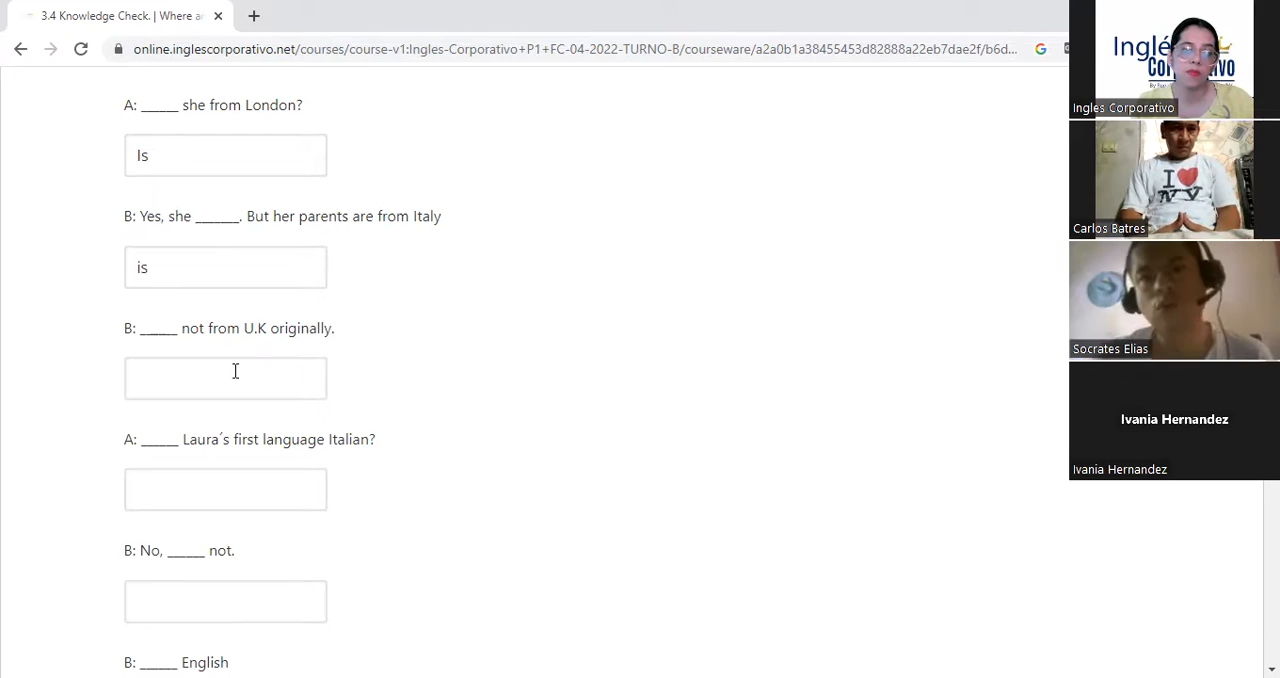 3.4 Knowledge Check. | Where a
online.inglescorporativo.net/courses/course-v1:Ingles-Corporativo+P1+FC-04-2022-TURNO-B/courseware/a2a0b1a38455453d82888a22eb7dae2f/b6d...
A: _____ she from London?
Is
B: Yes, she ______. But her parents are from Italy
is
B: _____ not from U.K originally.
A: _____ Laura´s first language Italian?
B: No, _____ not.
B: _____ English
Ingles Corporativo
I ❤ NY
Carlos Batres
Socrates Elias
Ivania Hernandez
Ivania Hernandez